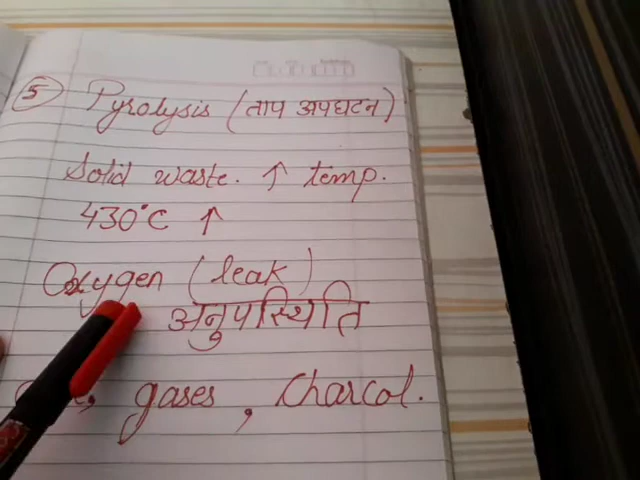 5 Pyrolysis (ताप अपघटन)
Solid waste. ↑ temp.
430°C ↑
Oxygen (leak)
अनुपस्थिति
, gases, Charcol.